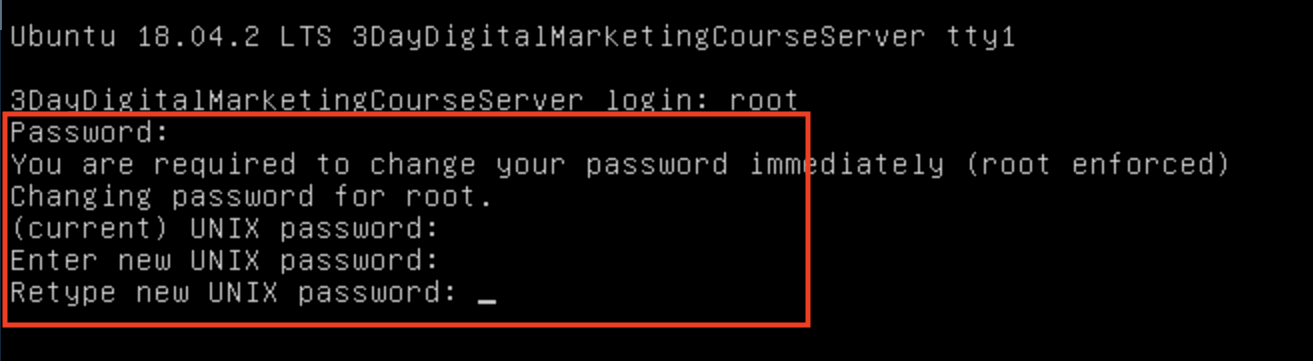 Ubuntu 18.04.2 LTS 3DayDigitalMarketingCourseServer tty1
3DayDigitalMarketingCourseServer login: root
Password:
You are required to change your password immediately (root enforced)
Changing password for root.
(current) UNIX password:
Enter new UNIX password:
Retype new UNIX password: _